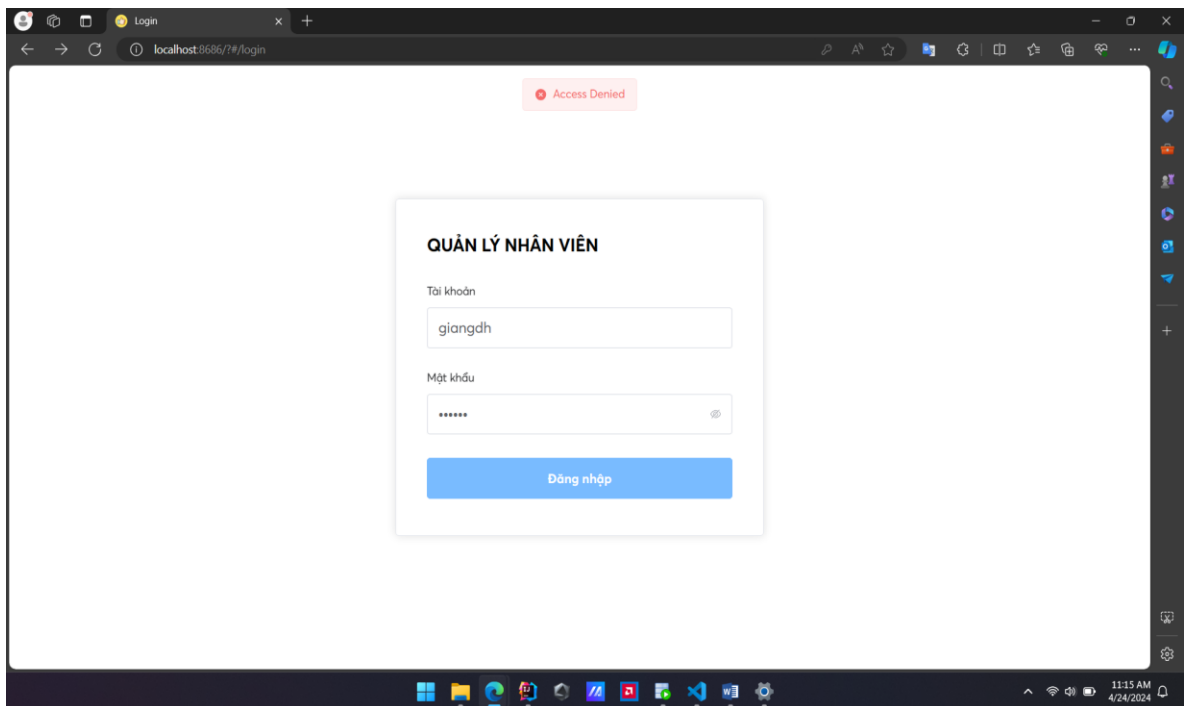 Login
localhost:8686/?#/login
Access Denied
QUẢN LÝ NHÂN VIÊN
Tài khoản
giangdh
Mật khẩu
••••••
Đăng nhập
11:15 AM
4/24/2024